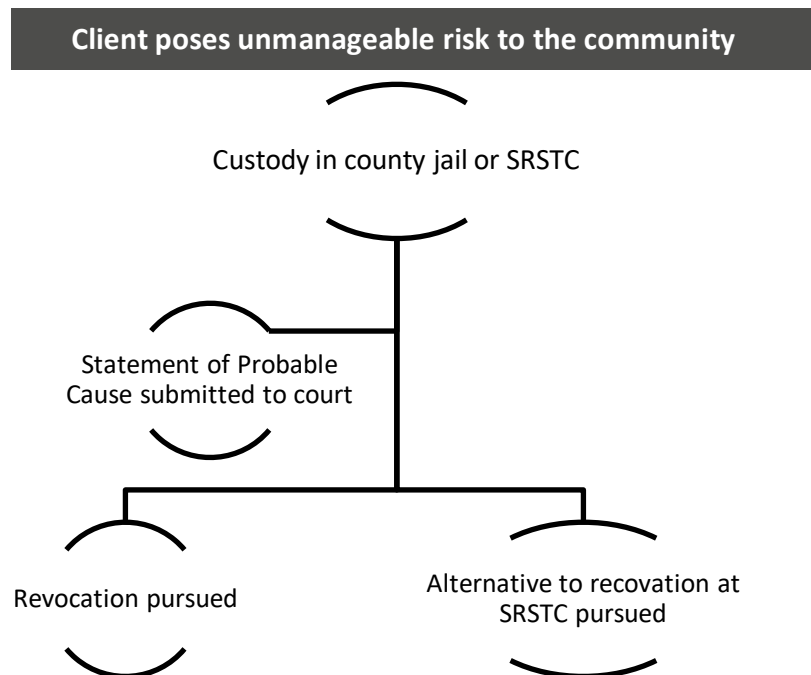 Client poses unmanageable risk to the community
Custody in county jail or SRSTC
Statement of Probable
Cause submitted to court
Revocation pursued
Alternative to recovation at
SRSTC pursued